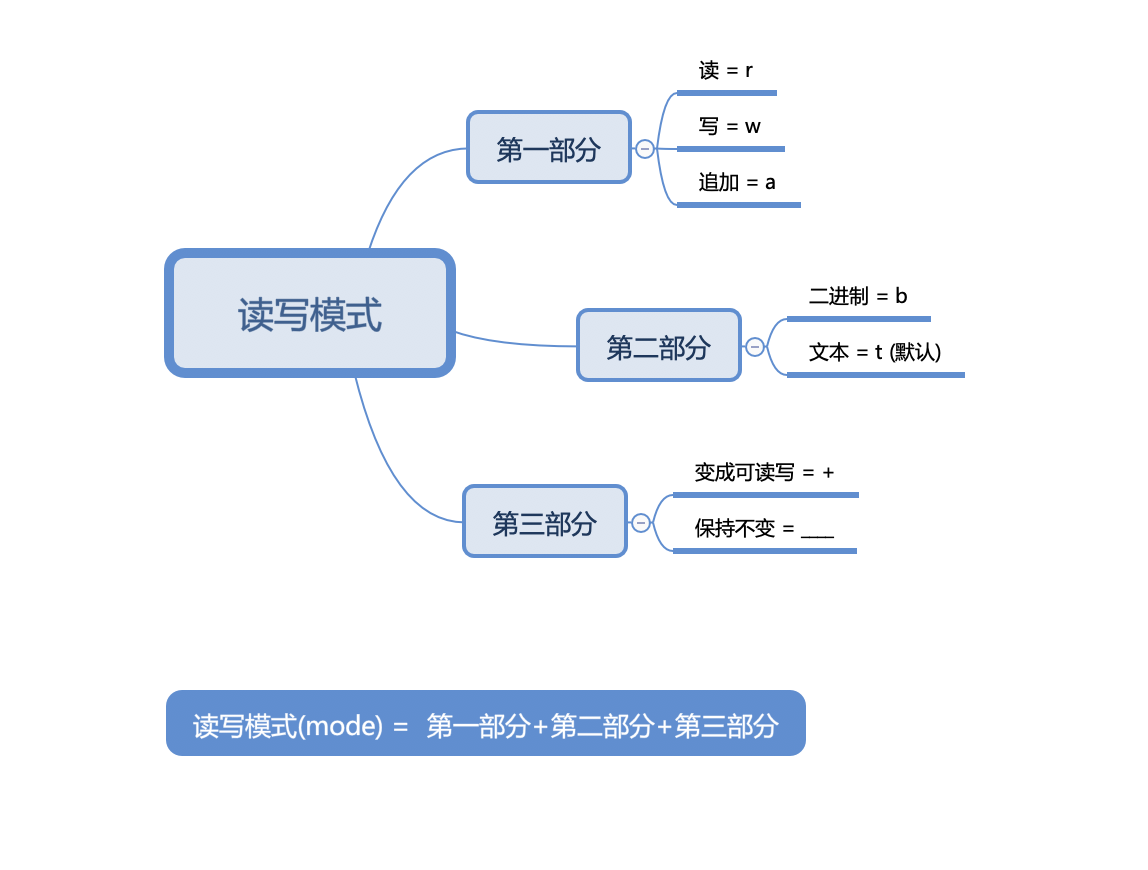 读 = r
写 = w
追加 = a
第一部分
读写模式
二进制 = b
文本 = t (默认)
第二部分
变成可读写 = +
保持不变 = ____
第三部分
读写模式(mode) = 第一部分+第二部分+第三部分